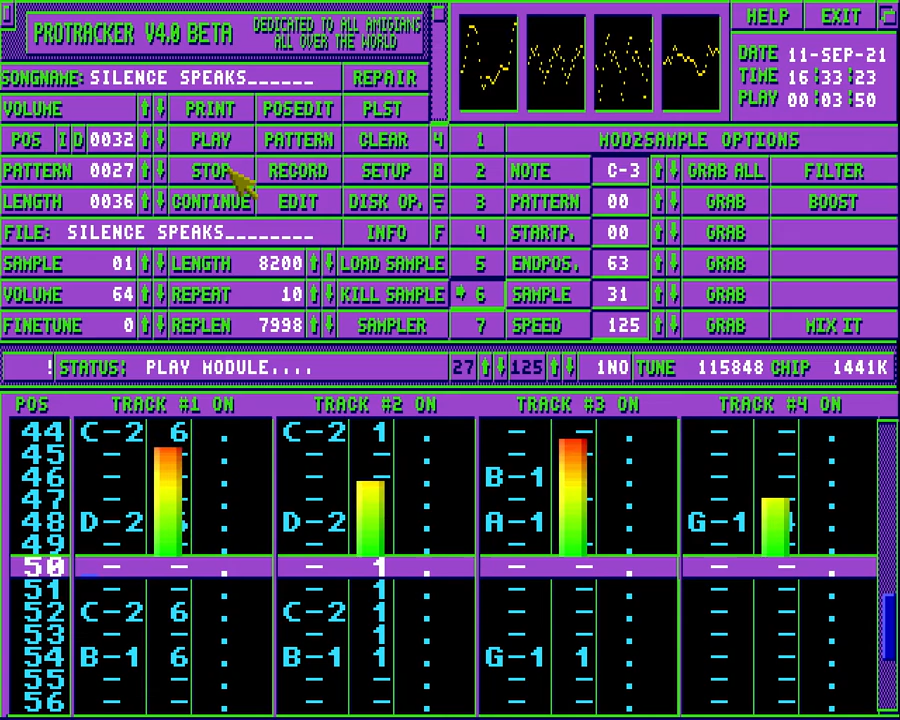 PROTRACKER V4.0 BETA
DEDICATED TO ALL AMIGIANS
ALL OVER THE WORLD
HELP EXIT
DATE 11-SEP-21
TIME 16:33:23
PLAY 00:03:50
SONGNAME: SILENCE SPEAKS______ REPAIR
VOLUME PRINT POSEDIT PLST
POS I D 0032 PLAY PATTERN CLEAR 1 MOD2SAMPLE OPTIONS
PATTERN 0027 STOP RECORD SETUP 2 NOTE C-3 GRAB ALL FILTER
LENGTH 0036 CONTINUE EDIT DISK OP. 3 PATTERN 00 GRAB BOOST
FILE: SILENCE SPEAKS________ INFO F 4 STARTP. 00 GRAB
SAMPLE 01 LENGTH 8200 LOAD SAMPLE 5 ENDPOS. 63 GRAB
VOLUME 64 REPEAT 10 KILL SAMPLE 6 SAMPLE 31 GRAB
FINETUNE 0 REPLEN 7998 SAMPLER 7 SPEED 125 GRAB MIX IT
! STATUS: PLAY MODULE.... 27 125 1NO TUNE 115848 CHIP 1441K
POS TRACK #1 ON TRACK #2 ON TRACK #3 ON TRACK #4 ON
44 C-2 6 . C-2 1 . - - . - - .
45 - . - . - . - .
46 - . - . B-1 . - .
47 - . - . - . - .
48 D-2 . D-2 . A-1 . G-1 .
49 - . - . - . - .
50 - - . - 1 . - - . - - .
51 - - . - 1 . - - . - - .
52 C-2 6 . C-2 1 . - - . - - .
53 - - . - 1 . - - . - - .
54 B-1 6 . B-1 1 . G-1 1 . - - .
55 - - . - - . - - . - - .
56 - - . - - . - - . - - .